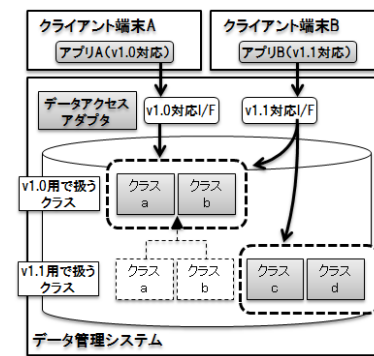 クライアント端末A
クライアント端末B
アプリA(v1.0対応)
アプリB(v1.1対応)
データアクセス
アダプタ
v1.0対応I/F
v1.1対応I/F
v1.0用で扱う
クラス
クラス
a
クラス
b
v1.1用で扱う
クラス
クラス
a
クラス
b
クラス
c
クラス
d
データ管理システム